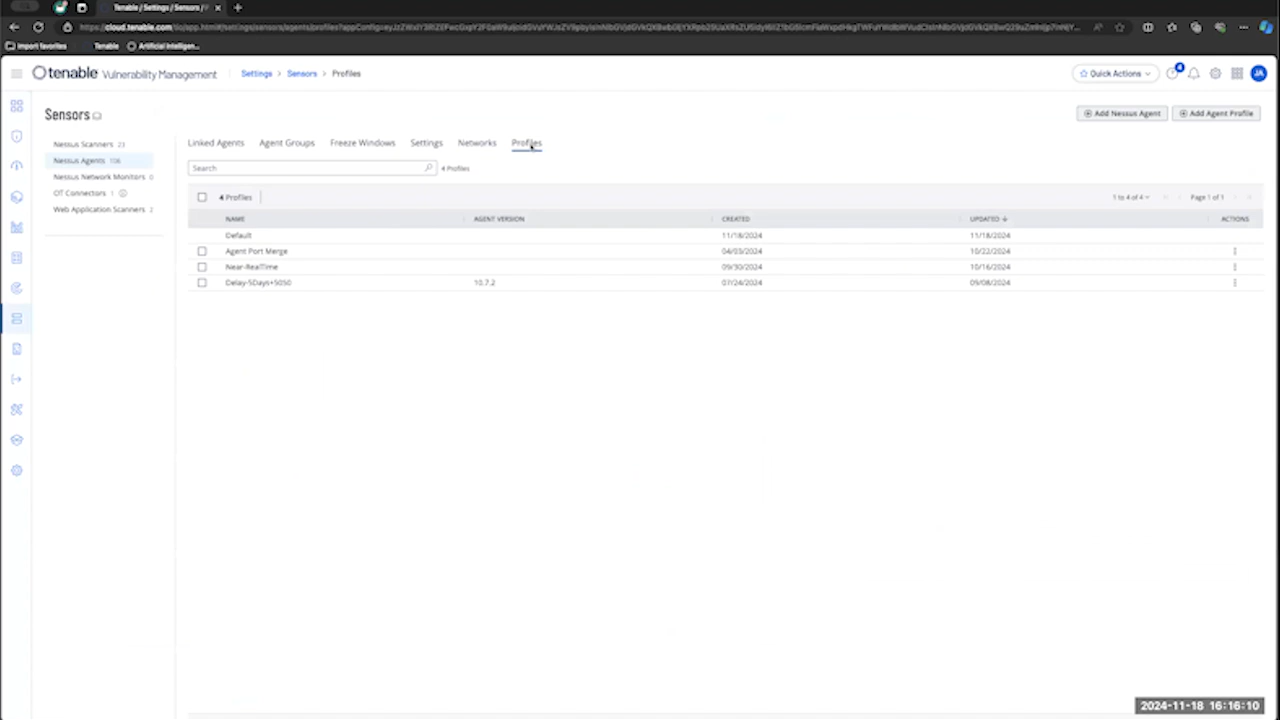 Tenable / Settings / Sensors /
Import favorites Tenable Artificial Intelligen...
tenable Vulnerability Management Settings > Sensors > Profiles Quick Actions 4 JA
Sensors
Add Nessus Agent Add Agent Profile
Nessus Scanners 23
Nessus Agents 106
Nessus Network Monitors 0
OT Connectors 1
Web Application Scanners 2
Linked Agents Agent Groups Freeze Windows Settings Networks Profiles
Search 4 Profiles
4 Profiles 1 to 4 of 4 Page 1 of 1
NAME AGENT VERSION CREATED UPDATED ACTIONS
Default 11/18/2024 11/18/2024
Agent Port Merge 04/03/2024 10/22/2024
Near-RealTime 09/30/2024 10/16/2024
Delay-5Days+5050 10.7.2 07/24/2024 09/08/2024
2024-11-18 16:16:10